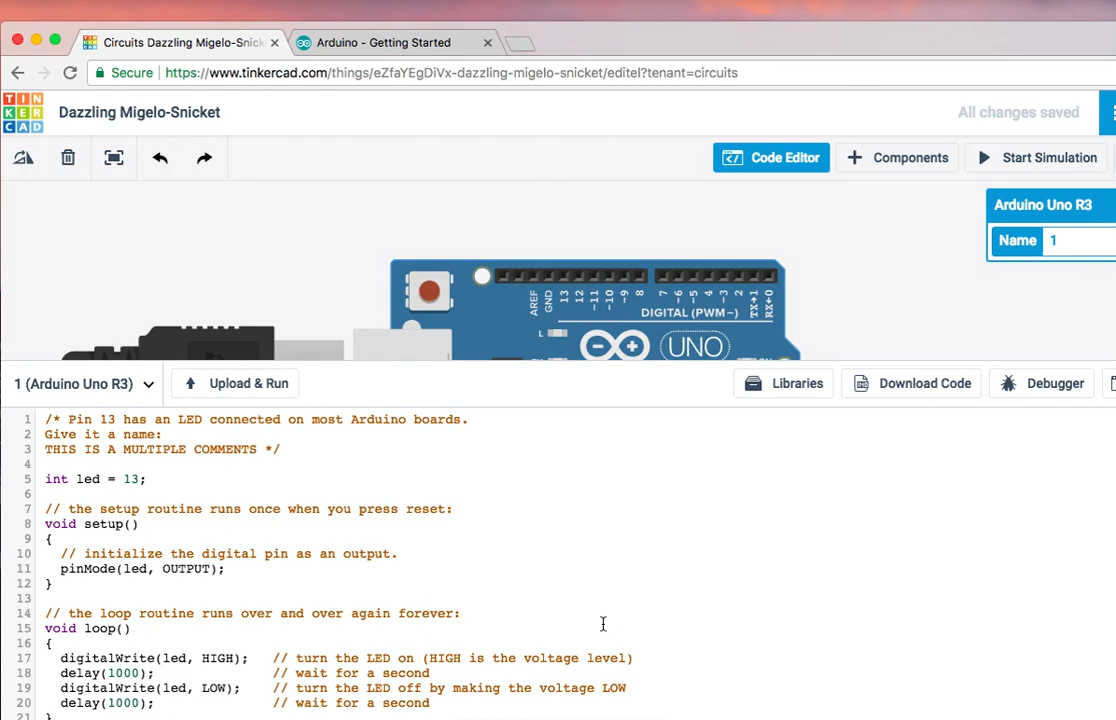 Circuits Dazzling Migelo-Snick
Arduino - Getting Started
Secure https://www.tinkercad.com/things/eZfaYEgDiVx-dazzling-migelo-snicket/editel?tenant=circuits
TIN
KER
CAD
Dazzling Migelo-Snicket
All changes saved
Code Editor
Components
Start Simulation
Arduino Uno R3
Name 1
AREF GND 13 12 ~11 ~10 ~9 8 7 ~6 ~5 4 ~3 2 TX→1 RX←0
DIGITAL (PWM~)
L
UNO
1 (Arduino Uno R3)
Upload & Run
Libraries
Download Code
Debugger
1 /* Pin 13 has an LED connected on most Arduino boards.
2 Give it a name:
3 THIS IS A MULTIPLE COMMENTS */
4
5 int led = 13;
6
7 // the setup routine runs once when you press reset:
8 void setup()
9 {
10 // initialize the digital pin as an output.
11 pinMode(led, OUTPUT);
12 }
13
14 // the loop routine runs over and over again forever:
15 void loop()
16 {
17 digitalWrite(led, HIGH); // turn the LED on (HIGH is the voltage level)
18 delay(1000); // wait for a second
19 digitalWrite(led, LOW); // turn the LED off by making the voltage LOW
20 delay(1000); // wait for a second
21 }